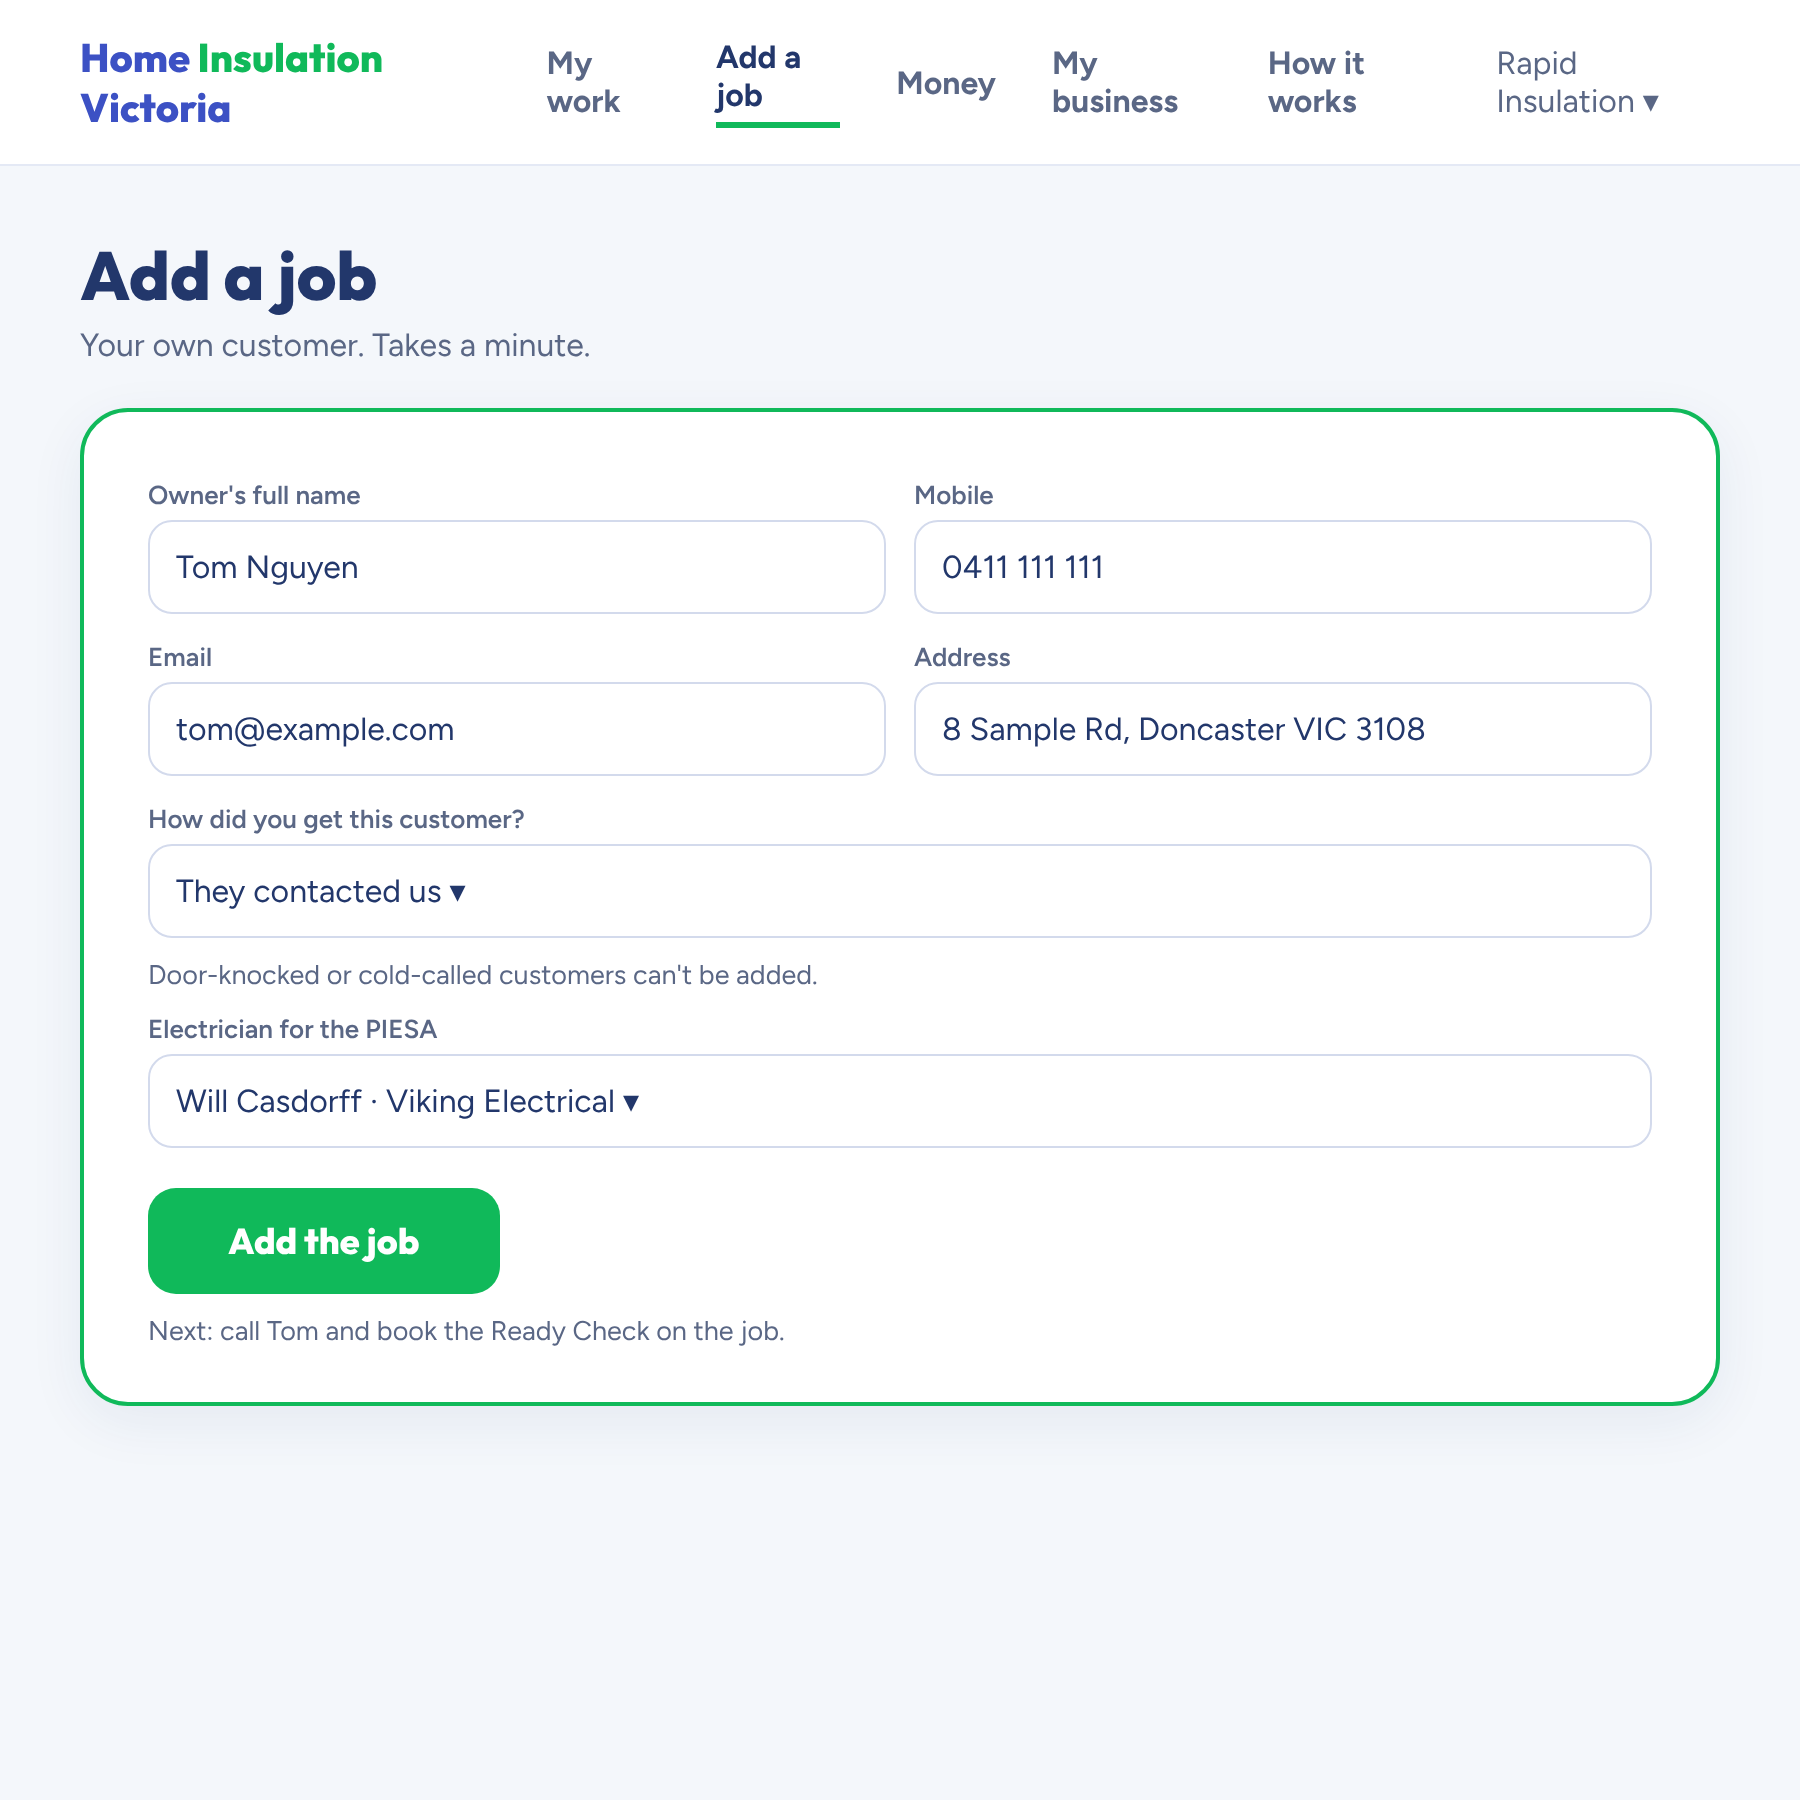 Home Insulation
Victoria
My
work
Add a
job
Money
My
business
How it
works
Rapid
Insulation ▾
Add a job
Your own customer. Takes a minute.
Owner's full name
Mobile
Tom Nguyen
0411 111 111
Email
Address
tom@example.com
8 Sample Rd, Doncaster VIC 3108
How did you get this customer?
They contacted us ▾
Door-knocked or cold-called customers can't be added.
Electrician for the PIESA
Will Casdorff · Viking Electrical ▾
Add the job
Next: call Tom and book the Ready Check on the job.